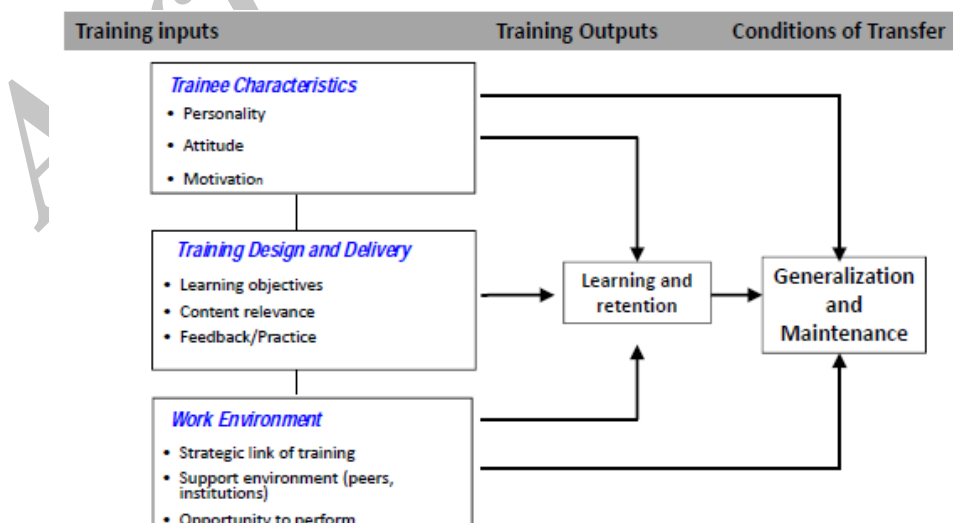 Training inputs
Training Outputs
Conditions of Transfer
Trainee Characteristics
• Personality
• Attitude
• Motivation
Training Design and Delivery
• Learning objectives
• Content relevance
• Feedback/Practice
Learning and
retention
Generalization
and
Maintenance
Work Environment
• Strategic link of training
• Support environment (peers,
institutions)
• Opportunity to perform